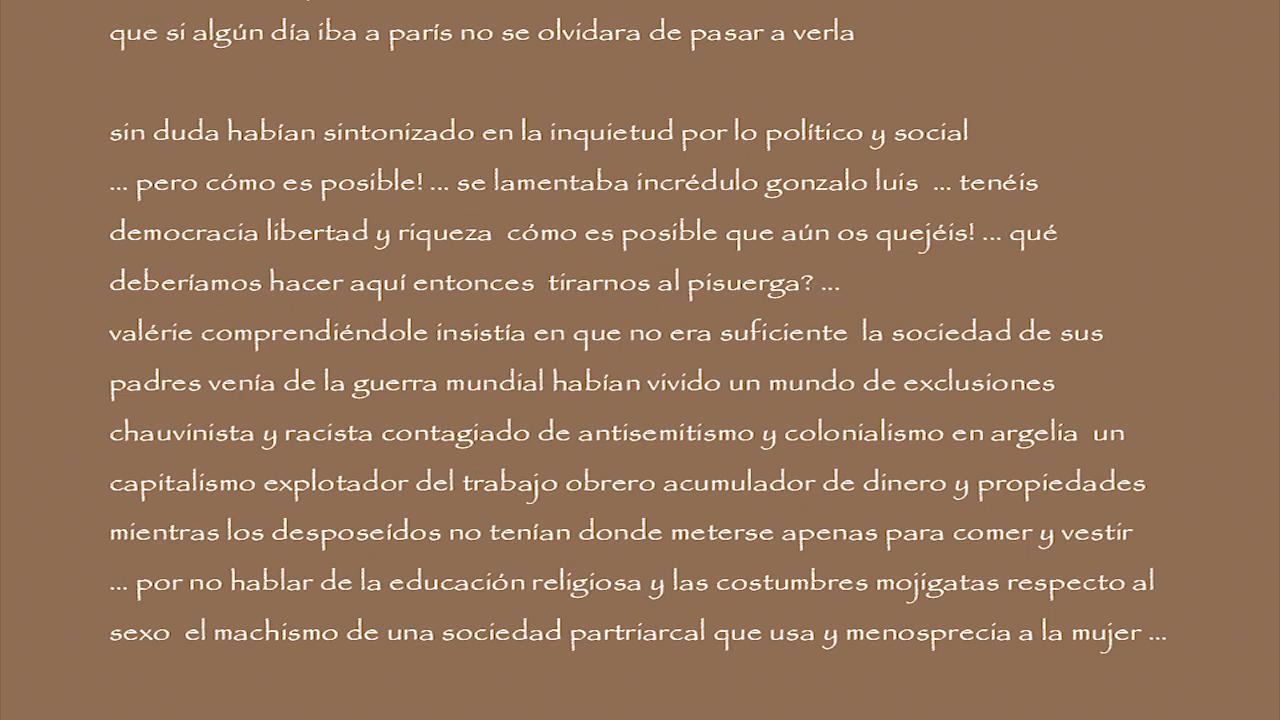 que si algún día iba a parís no se olvidara de pasar a verla
sin duda habían sintonizado en la inquietud por lo político y social
... pero cómo es posible! ... se lamentaba incrédulo gonzalo luis  ... tenéis
democracia libertad y riqueza  cómo es posible que aún os quejéis! ... qué
deberíamos hacer aquí entonces  tirarnos al pisuerga? ...
valérie comprendiéndole insistía en que no era suficiente  la sociedad de sus
padres venía de la guerra mundial habían vivido un mundo de exclusiones
chauvinista y racista contagiado de antisemitismo y colonialismo en argelia  un
capitalismo explotador del trabajo obrero acumulador de dinero y propiedades
mientras los desposeídos no tenían donde meterse apenas para comer y vestir
... por no hablar de la educación religiosa y las costumbres mojigatas respecto al
sexo  el machismo de una sociedad partriarcal que usa y menosprecia a la mujer ...